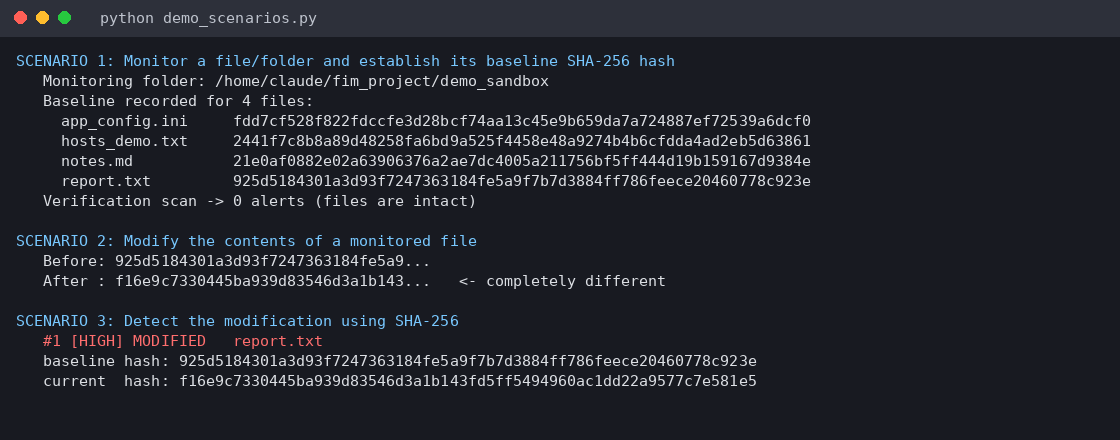 python demo_scenarios.py
SCENARIO 1: Monitor a file/folder and establish its baseline SHA-256 hash
Monitoring folder: /home/claude/fim_project/demo_sandbox
Baseline recorded for 4 files:
app_config.ini fdd7cf528f822fdccfe3d28bcf74aa13c45e9b659da7a724887ef72539a6dcf0
hosts_demo.txt 2441f7c8b8a89d48258fa6bd9a525f4458e48a9274b4b6cfdda4ad2eb5d63861
notes.md 21e0af0882e02a63906376a2ae7dc4005a211756bf5ff444d19b159167d9384e
report.txt 925d5184301a3d93f7247363184fe5a9f7b7d3884ff786feece20460778c923e
Verification scan -> 0 alerts (files are intact)
SCENARIO 2: Modify the contents of a monitored file
Before: 925d5184301a3d93f7247363184fe5a9...
After : f16e9c7330445ba939d83546d3a1b143... <- completely different
SCENARIO 3: Detect the modification using SHA-256
#1 [HIGH] MODIFIED report.txt
baseline hash: 925d5184301a3d93f7247363184fe5a9f7b7d3884ff786feece20460778c923e
current hash: f16e9c7330445ba939d83546d3a1b143fd5ff5494960ac1dd22a9577c7e581e5